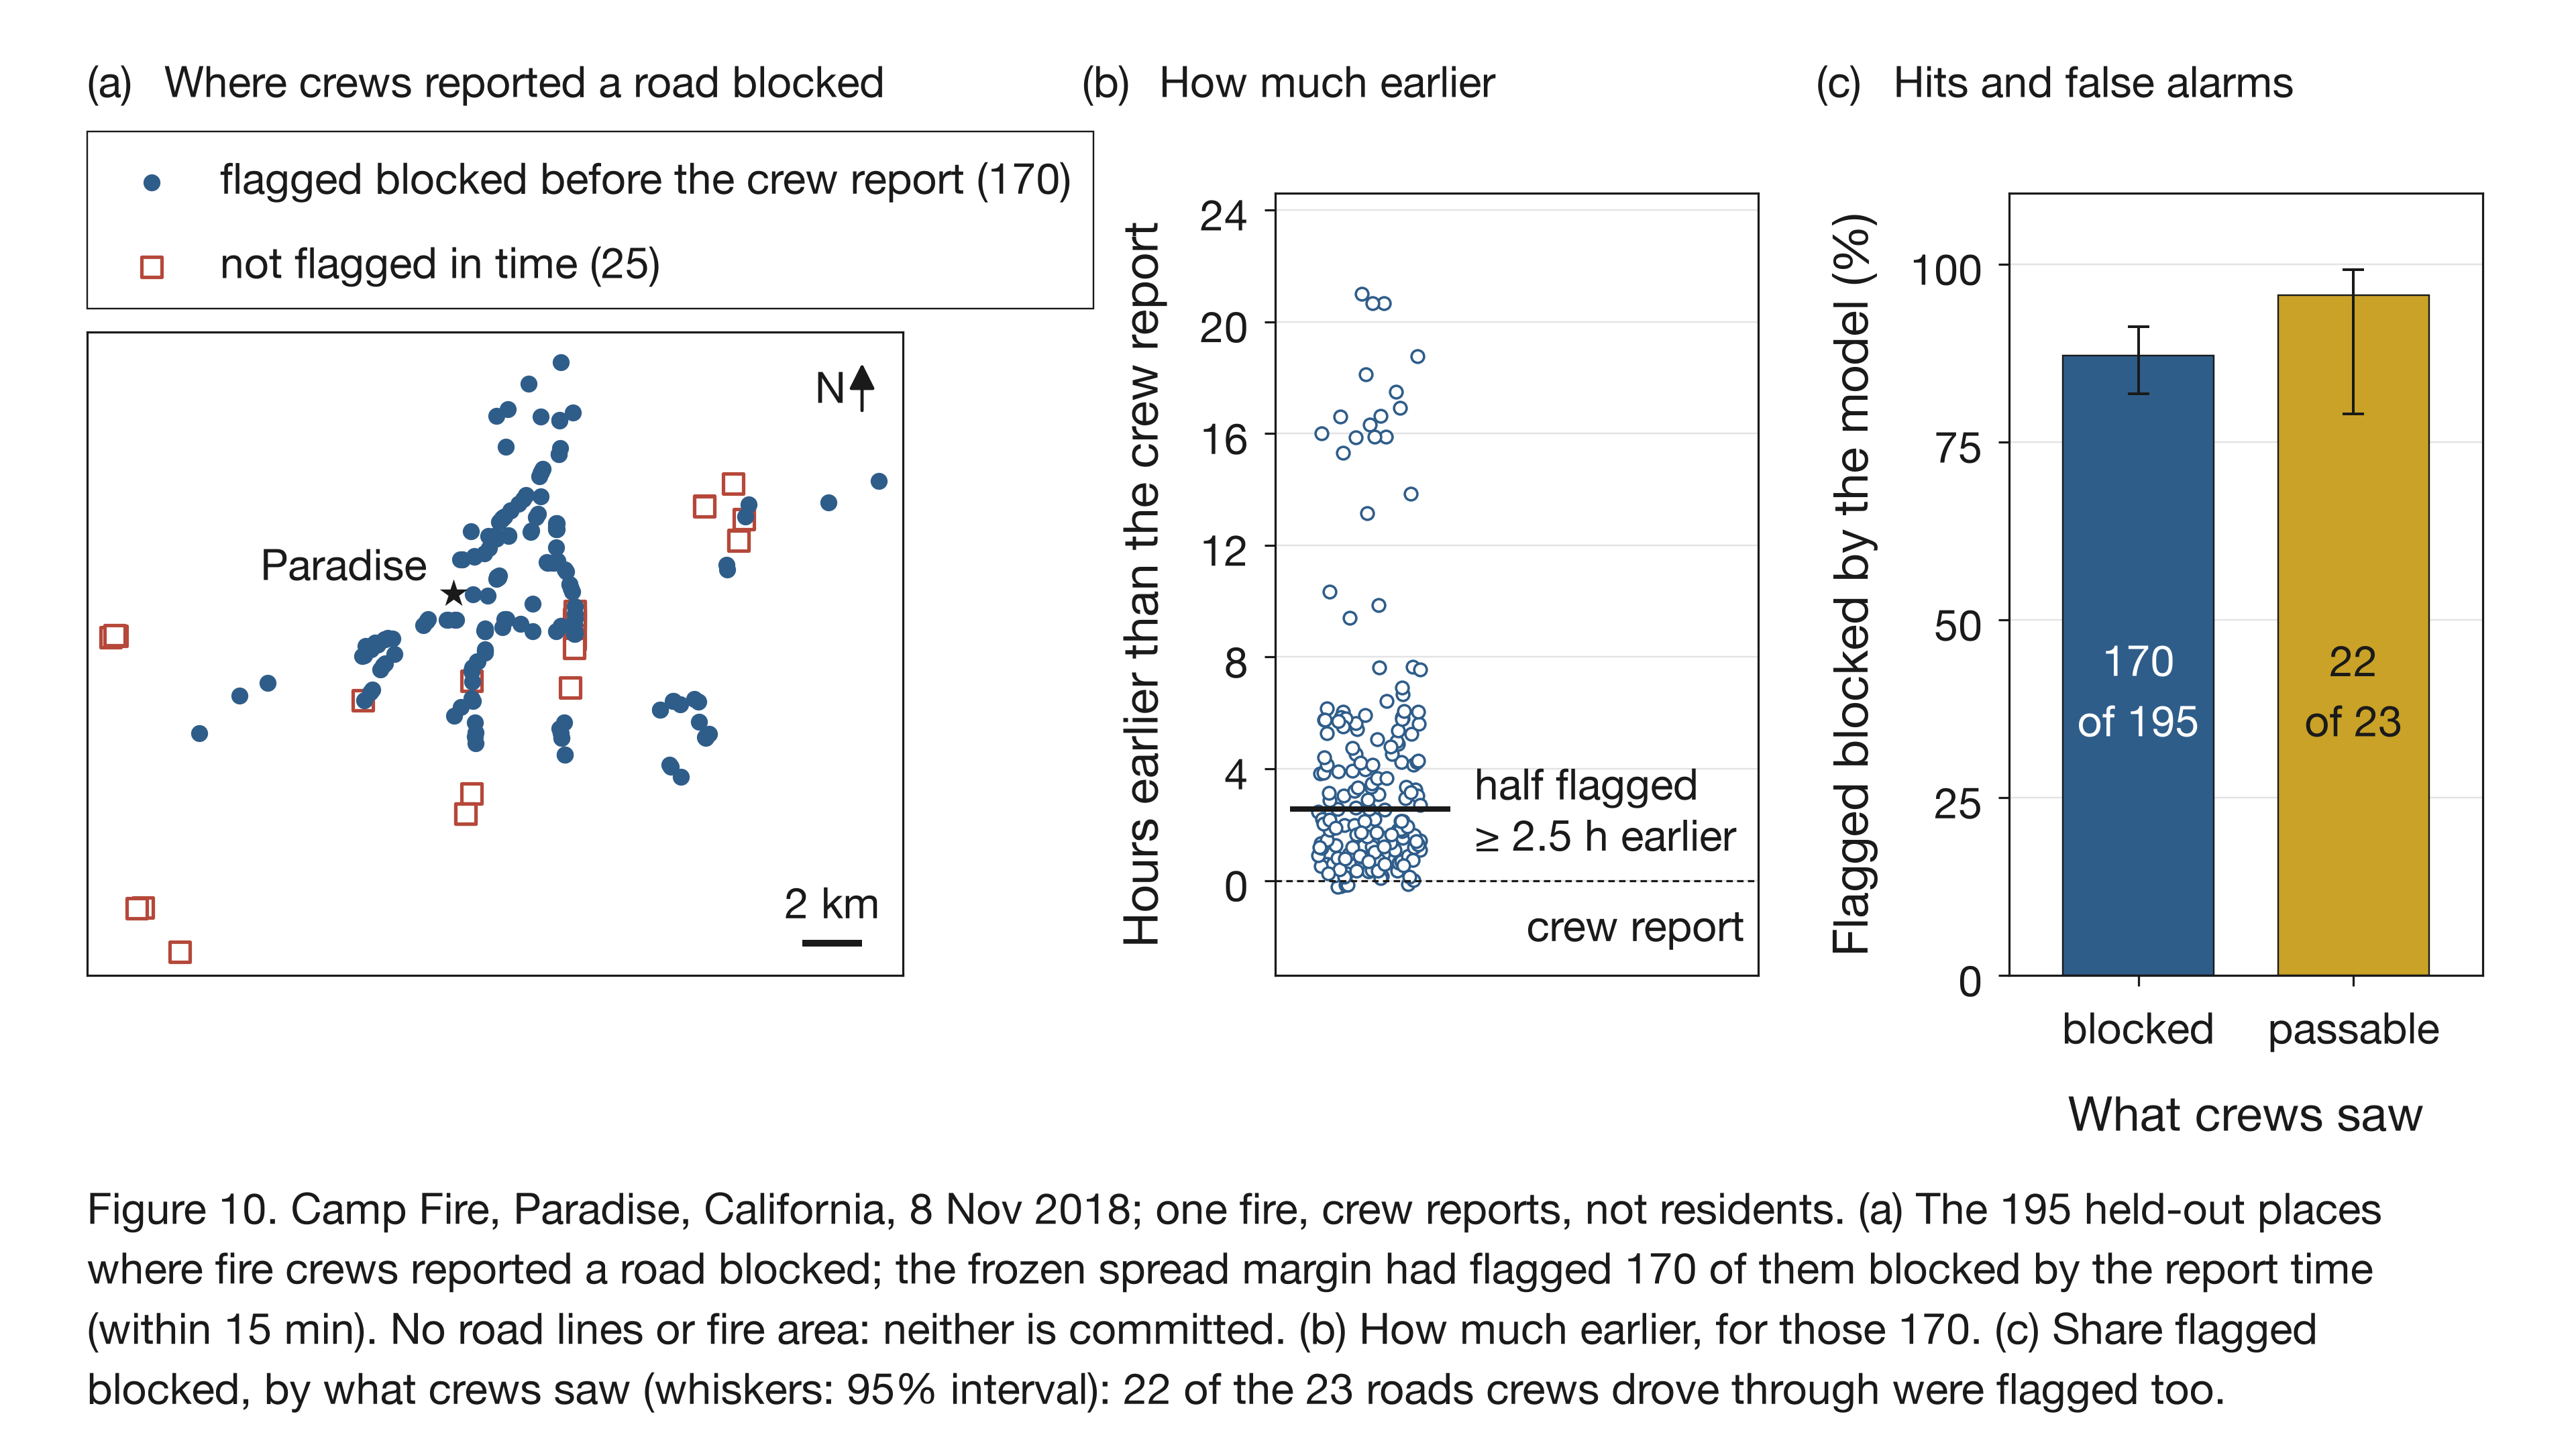 (a) Where crews reported a road blocked
flagged blocked before the crew report (170)
not flagged in time (25)
N
Paradise
2 km
(b) How much earlier
Hours earlier than the crew report
24
20
16
12
8
4
0
half flagged
≥ 2.5 h earlier
crew report
(c) Hits and false alarms
Flagged blocked by the model (%)
100
75
50
25
0
170
of 195
22
of 23
blocked
passable
What crews saw
Figure 10. Camp Fire, Paradise, California, 8 Nov 2018; one fire, crew reports, not residents. (a) The 195 held-out places
where fire crews reported a road blocked; the frozen spread margin had flagged 170 of them blocked by the report time
(within 15 min). No road lines or fire area: neither is committed. (b) How much earlier, for those 170. (c) Share flagged
blocked, by what crews saw (whiskers: 95% interval): 22 of the 23 roads crews drove through were flagged too.